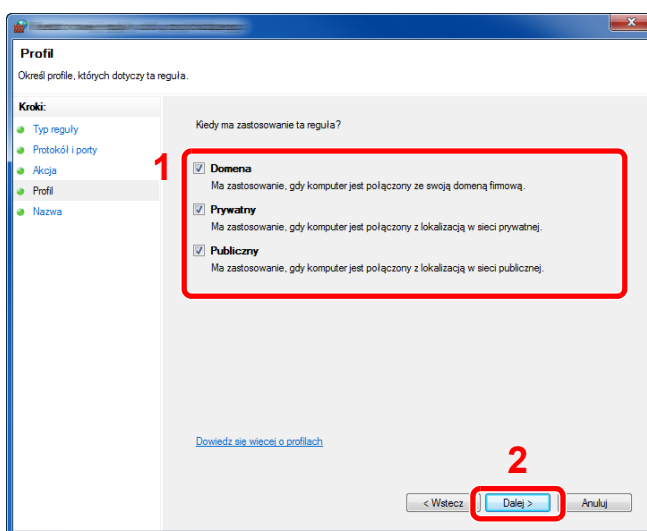 Profil
Określ profile, których dotyczy ta reguła.
Kroki:
Typ reguły
Protokół i porty
Akcja
Profil
Nazwa
Kiedy ma zastosowanie ta reguła?
1
Domena
Ma zastosowanie, gdy komputer jest połączony ze swoją domeną firmową.
Prywatny
Ma zastosowanie, gdy komputer jest połączony z lokalizacją w sieci prywatnej.
Publiczny
Ma zastosowanie, gdy komputer jest połączony z lokalizacją w sieci publicznej.
Dowiedz się więcej o profilach
2
< Wstecz
Dalej >
Anuluj